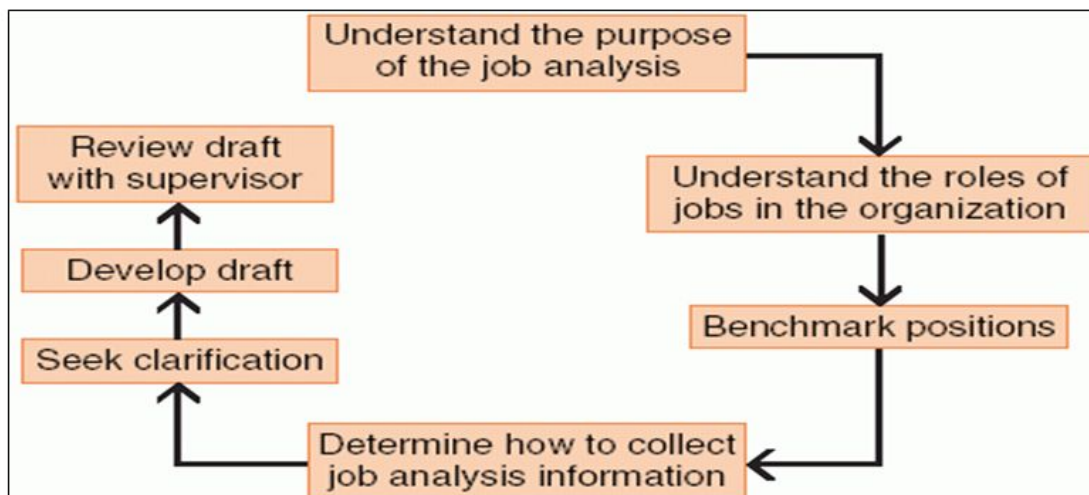 Understand the purpose
of the job analysis
Understand the roles of
jobs in the organization
Benchmark positions
Determine how to collect
job analysis information
Seek clarification
Develop draft
Review draft
with supervisor